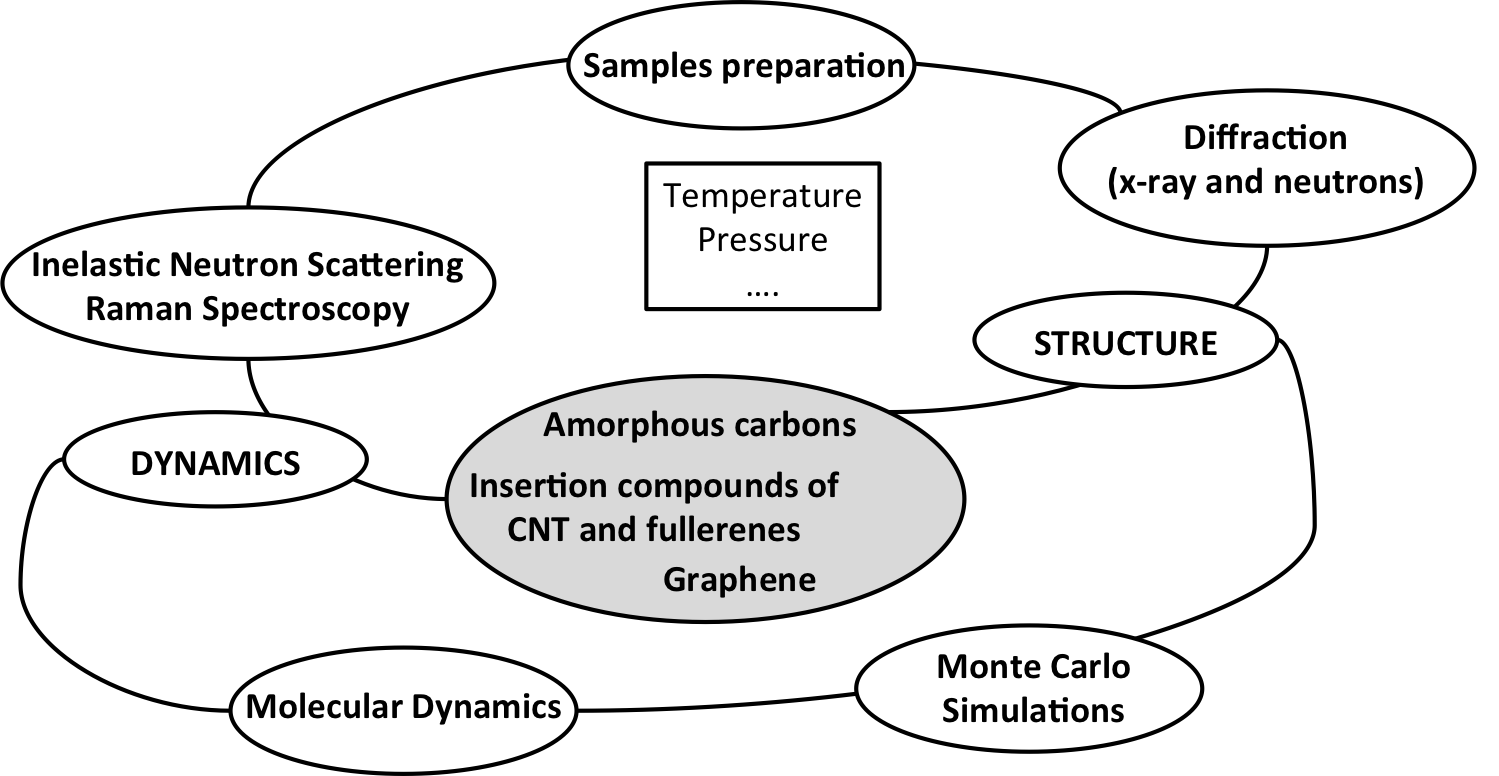 Samples preparation
Diffraction
(x-ray and neutrons)
Temperature
Pressure
....
Inelastic Neutron Scattering
Raman Spectroscopy
STRUCTURE
DYNAMICS
Amorphous carbons
Insertion compounds of
CNT and fullerenes
Graphene
Molecular Dynamics
Monte Carlo
Simulations